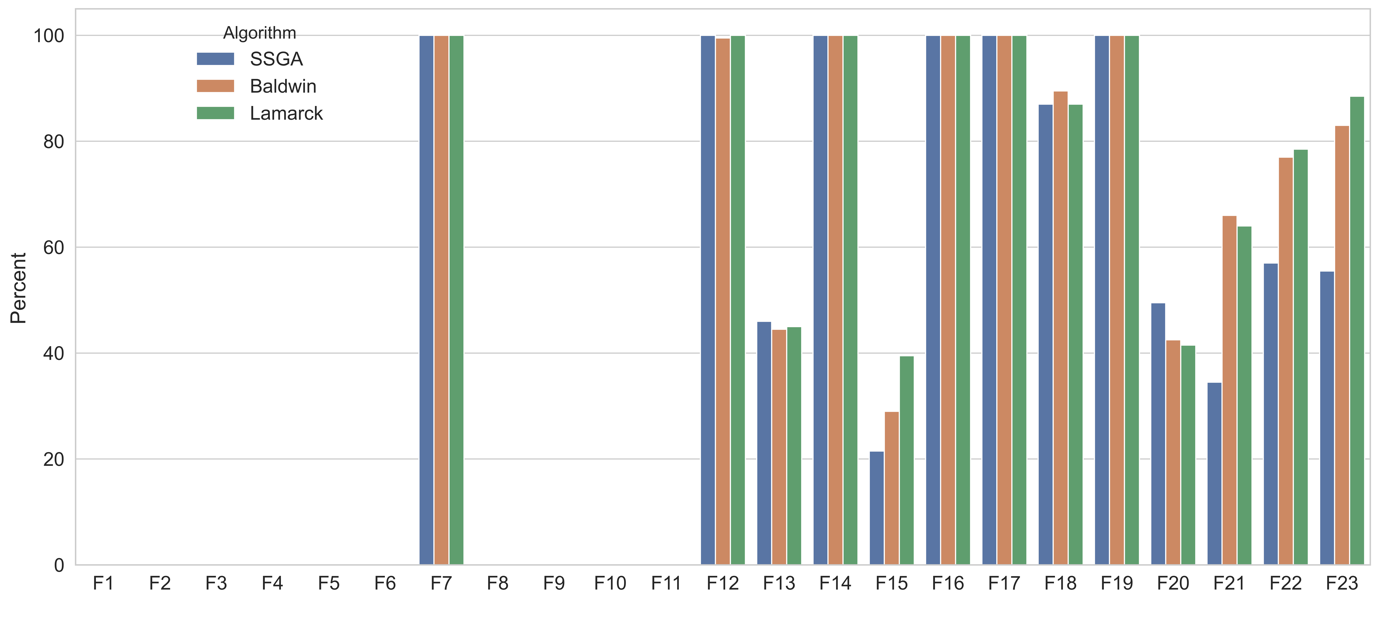 Algorithm
SSGA
Baldwin
Lamarck
Percent
100
80
60
40
20
0
F1 F2 F3 F4 F5 F6 F7 F8 F9 F10 F11 F12 F13 F14 F15 F16 F17 F18 F19 F20 F21 F22 F23